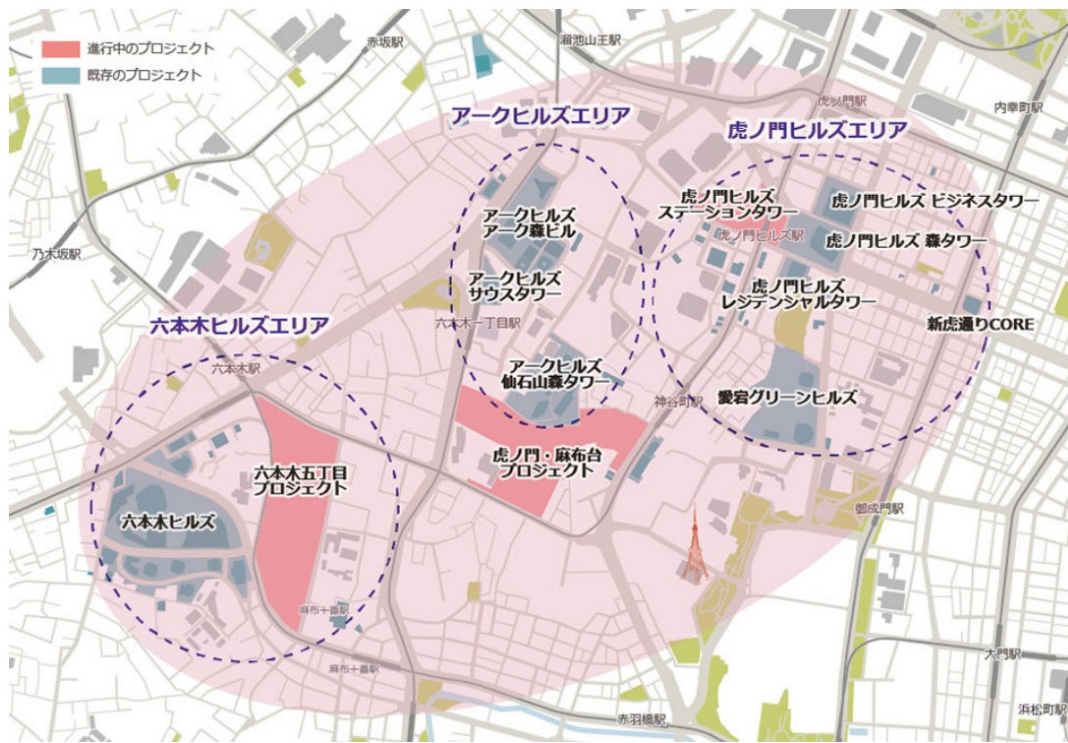 進行中のプロジェクト
既存のプロジェクト
赤坂駅
溜池山王駅
虎ノ門駅
内幸町駅
アークヒルズエリア
虎ノ門ヒルズエリア
アークヒルズ
アーク森ビル
虎ノ門ヒルズ
ステーションタワー
虎ノ門ヒルズ駅
虎ノ門ヒルズ ビジネスタワー
虎ノ門ヒルズ 森タワー
乃木坂駅
アークヒルズ
サウスタワー
虎ノ門ヒルズ
レジデンシャルタワー
六本木ヒルズエリア
六本木一丁目駅
新虎通りCORE
六本木駅
アークヒルズ
仙石山森タワー
神谷町駅
愛宕グリーンヒルズ
虎ノ門・麻布台
プロジェクト
六本木五丁目
プロジェクト
六本木ヒルズ
御成門駅
麻布十番駅
麻布十番駅
大門駅
赤羽橋駅
浜松町駅